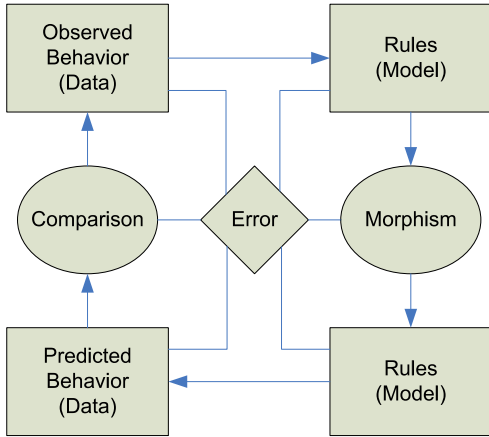 Observed
Behavior
(Data)
Rules
(Model)
Comparison
Error
Morphism
Predicted
Behavior
(Data)
Rules
(Model)